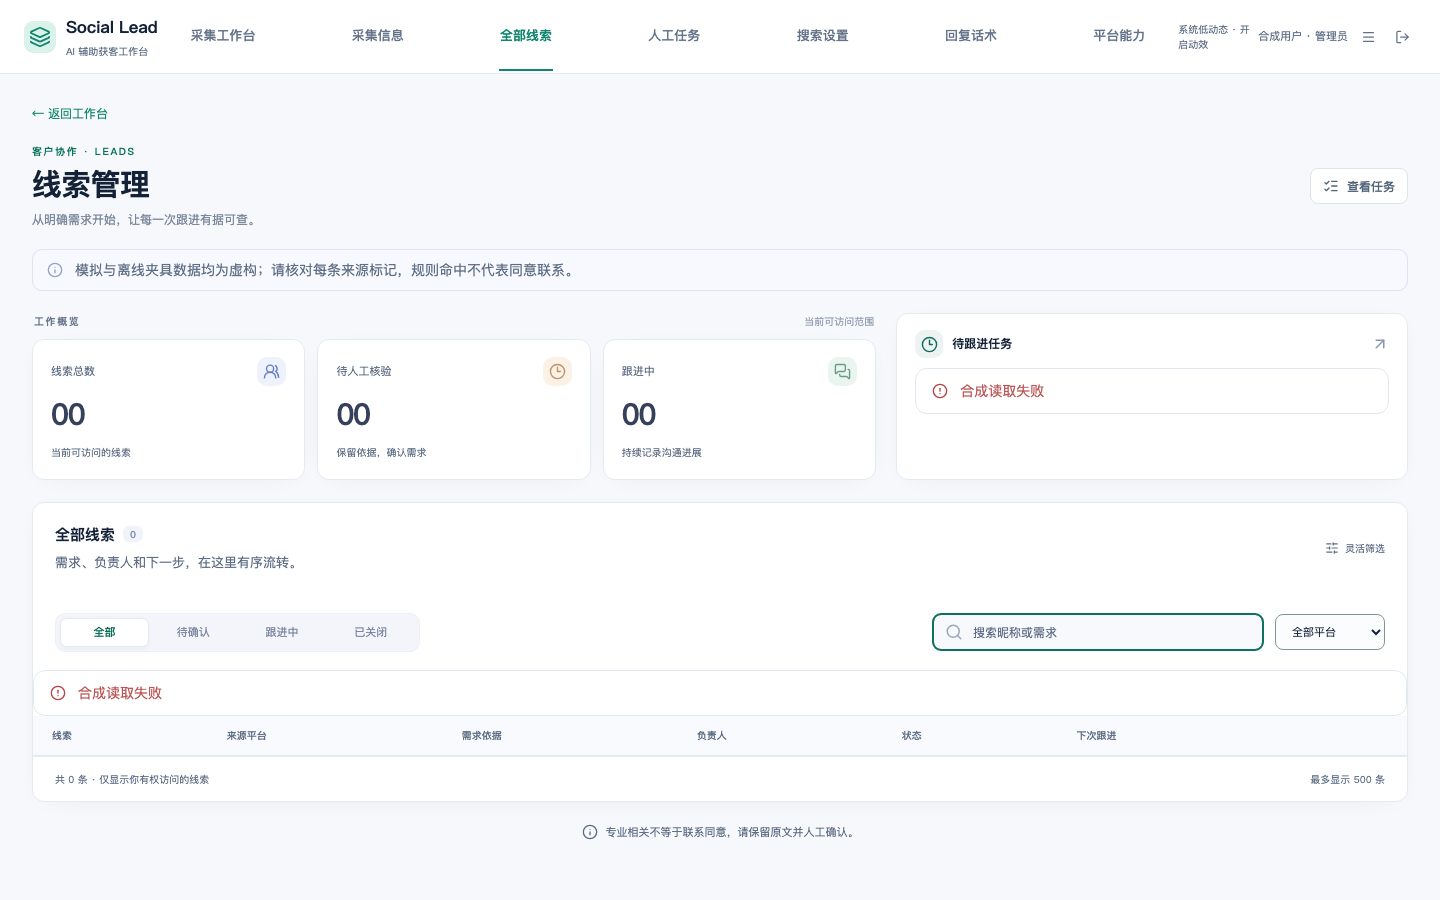 Social Lead
AI 辅助获客工作台
采集工作台
采集信息
全部线索
人工任务
搜索设置
回复话术
平台能力
系统低动态 · 开
启动效
合成用户 · 管理员
← 返回工作台
客户协作 · LEADS
线索管理
从明确需求开始，让每一次跟进有据可查。
查看任务
模拟与离线夹具数据均为虚构；请核对每条来源标记，规则命中不代表同意联系。
工作概览
当前可访问范围
线索总数
00
当前可访问的线索
待人工核验
00
保留依据，确认需求
跟进中
00
持续记录沟通进展
待跟进任务
合成读取失败
全部线索 0
需求、负责人和下一步，在这里有序流转。
灵活筛选
全部
待确认
跟进中
已关闭
搜索昵称或需求
全部平台
合成读取失败
线索
来源平台
需求依据
负责人
状态
下次跟进
共 0 条 · 仅显示你有权访问的线索
最多显示 500 条
专业相关不等于联系同意，请保留原文并人工确认。